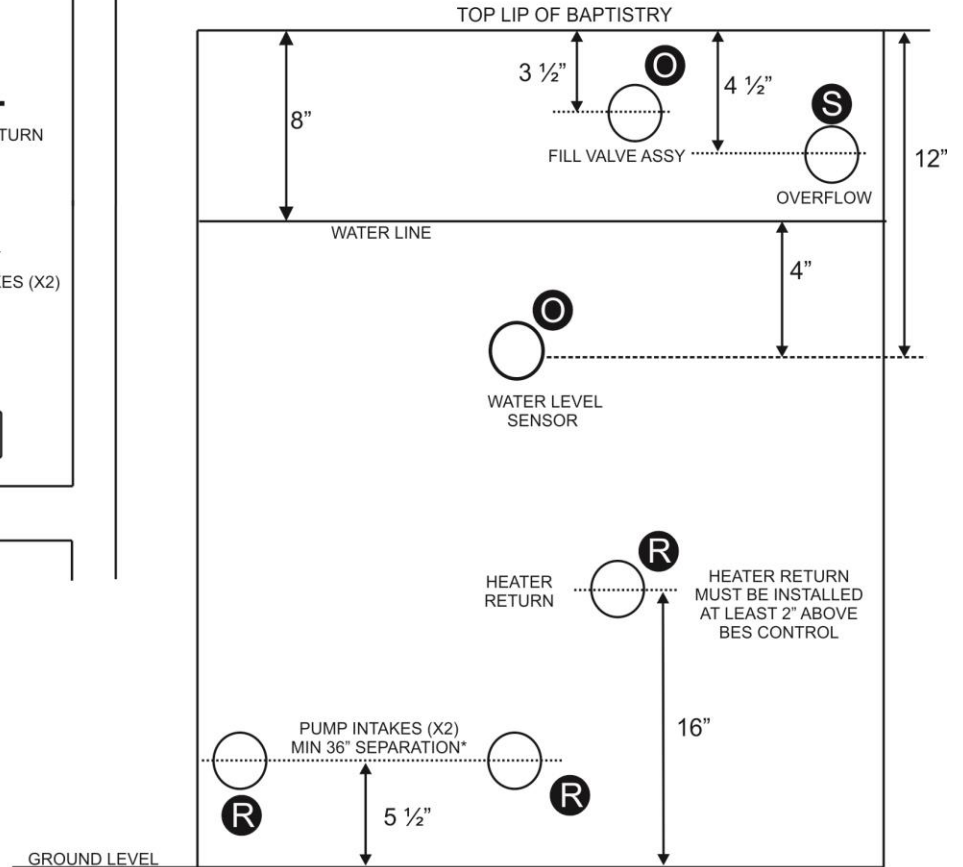 TOP LIP OF BAPTISTRY
3 ½”
O
4 ½”
S
8”
12”
FILL VALVE ASSY
OVERFLOW
WATER LINE
4”
O
WATER LEVEL
SENSOR
R
HEATER
RETURN
HEATER RETURN
MUST BE INSTALLED
AT LEAST 2” ABOVE
BES CONTROL
16”
PUMP INTAKES (X2)
MIN 36” SEPARATION*
R
R
5 ½”
GROUND LEVEL
(X2)